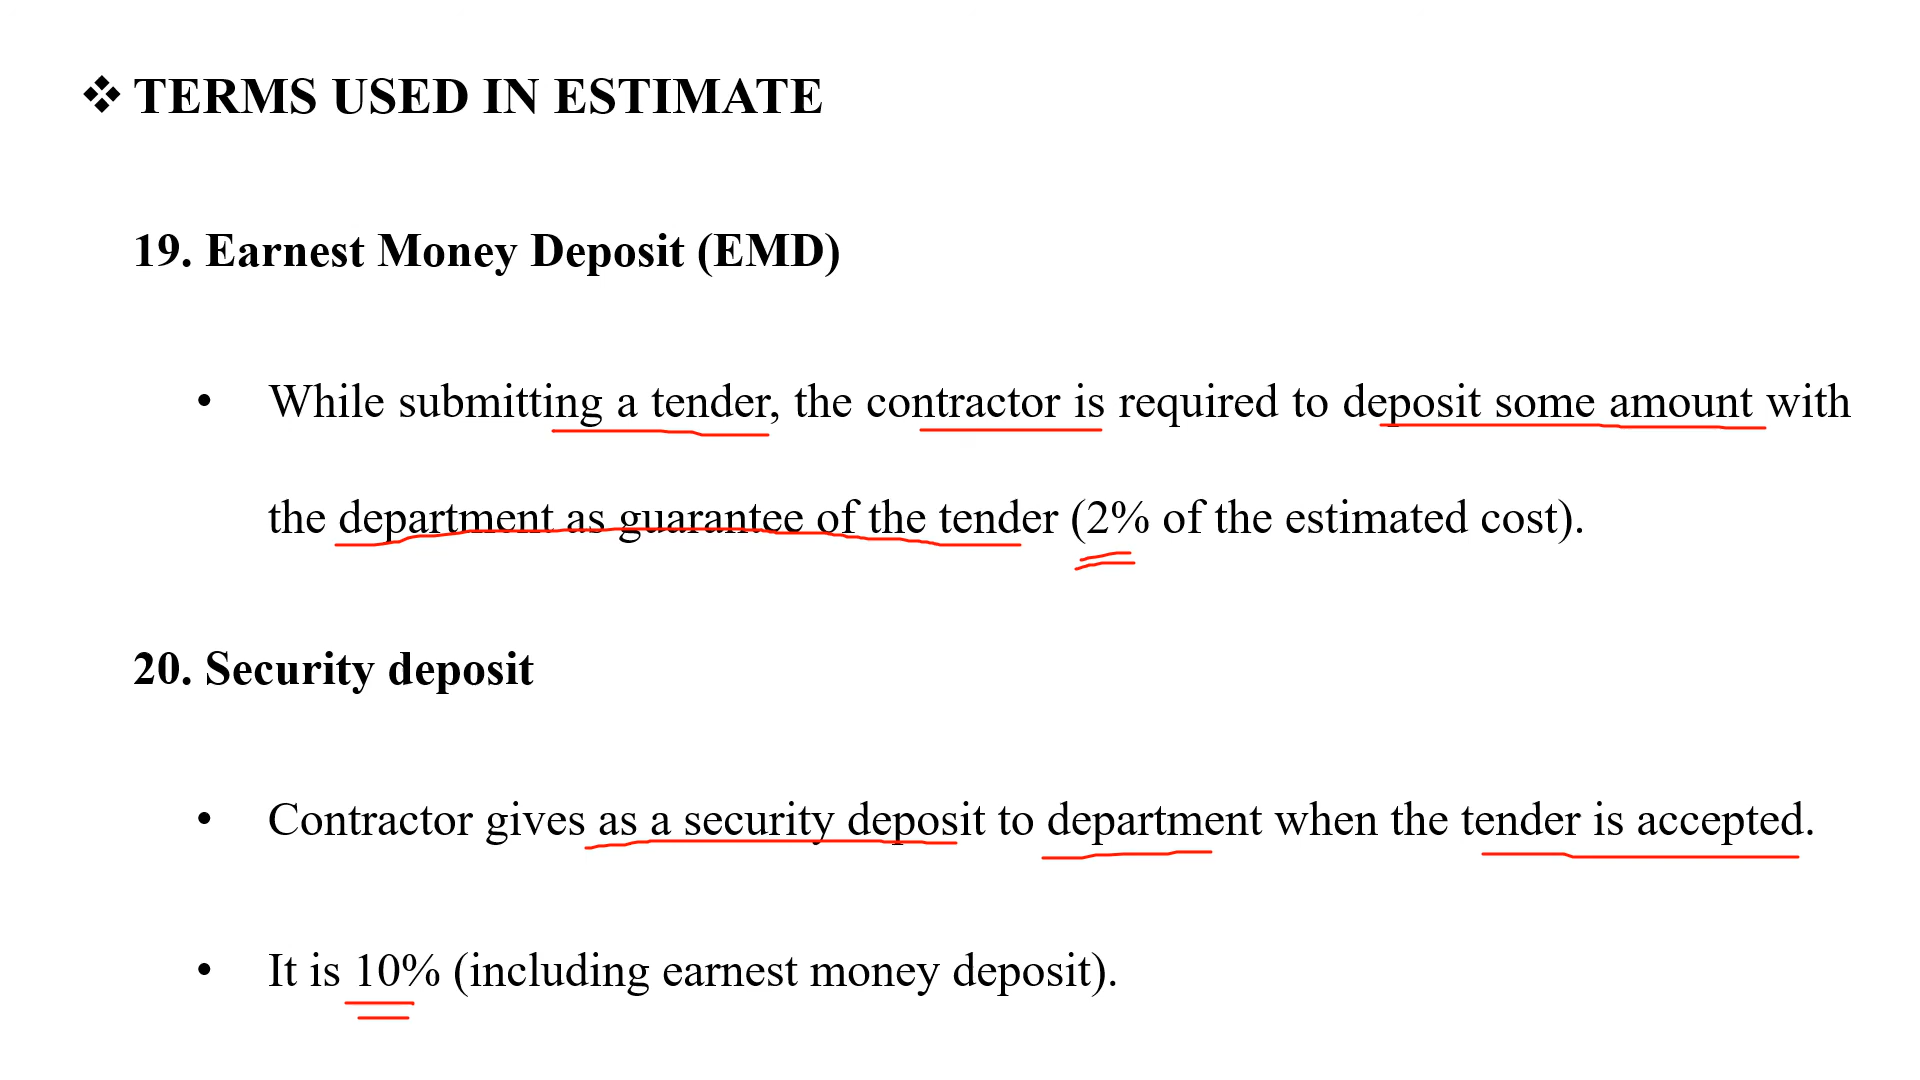 ❖ TERMS USED IN ESTIMATE
19. Earnest Money Deposit (EMD)
• While submitting a tender, the contractor is required to deposit some amount with
the department as guarantee of the tender (2% of the estimated cost).
20. Security deposit
• Contractor gives as a security deposit to department when the tender is accepted.
• It is 10% (including earnest money deposit).